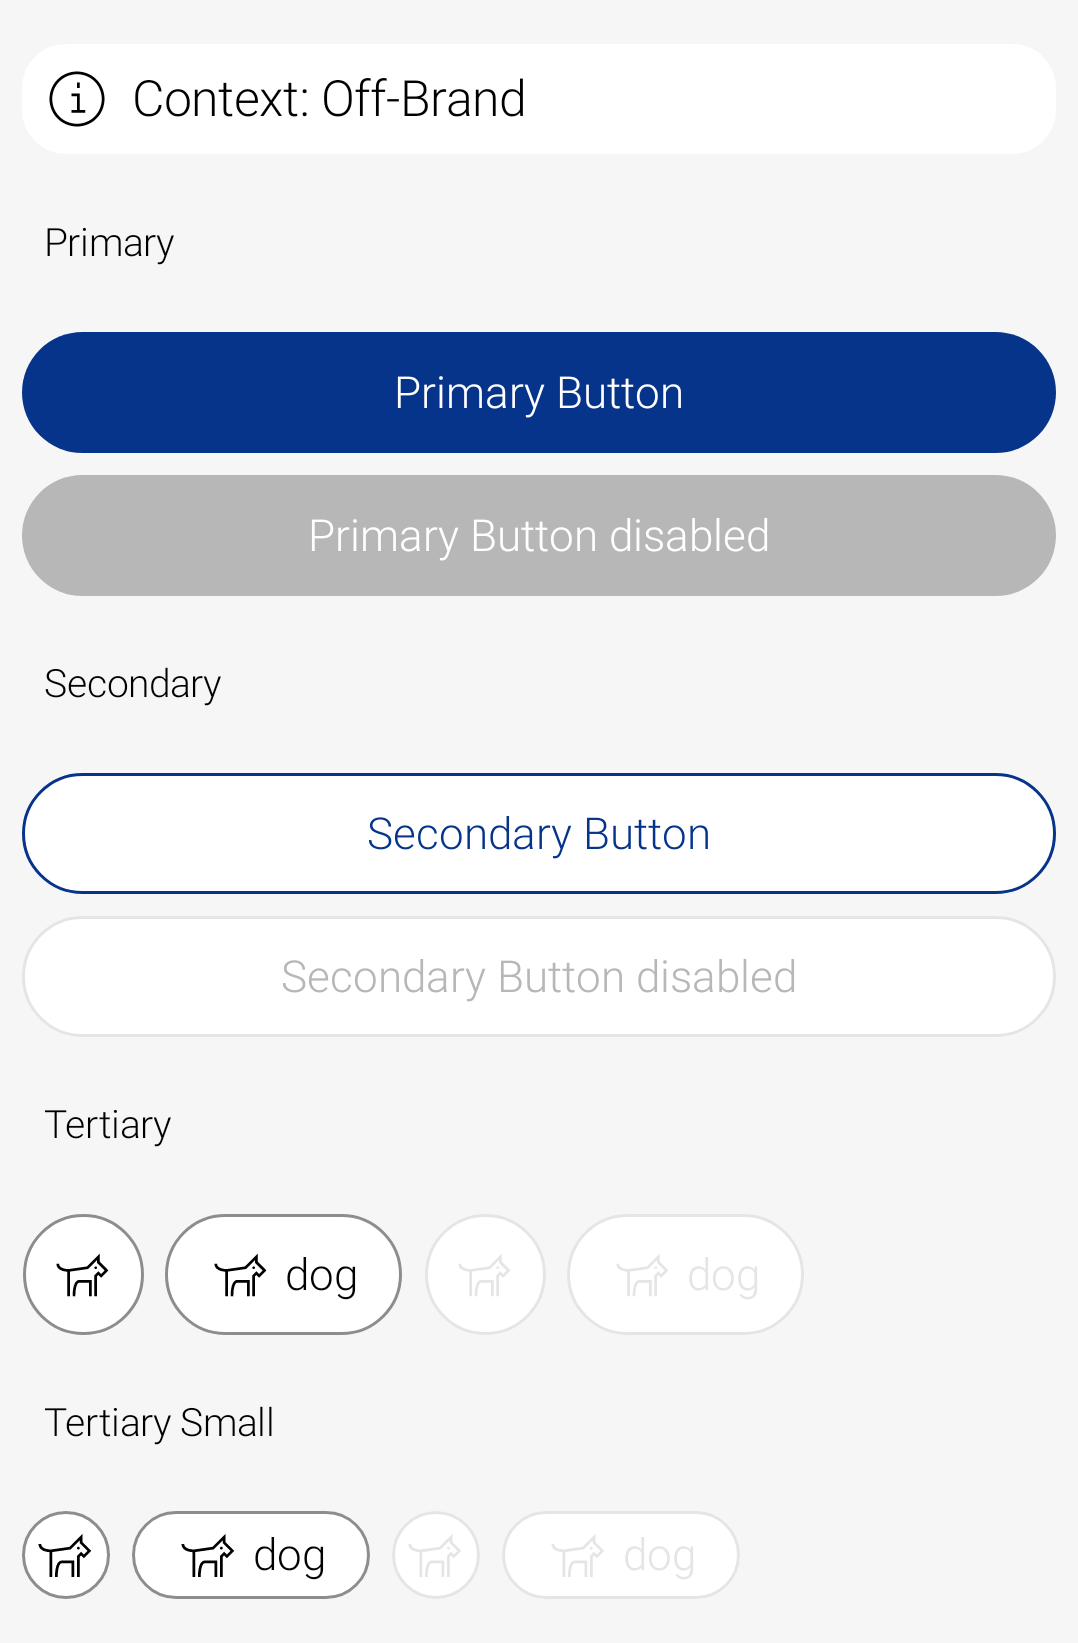 Context: Off-Brand
Primary
Primary Button
Primary Button disabled
Secondary
Secondary Button
Secondary Button disabled
Tertiary
dog dog
Tertiary Small
dog dog